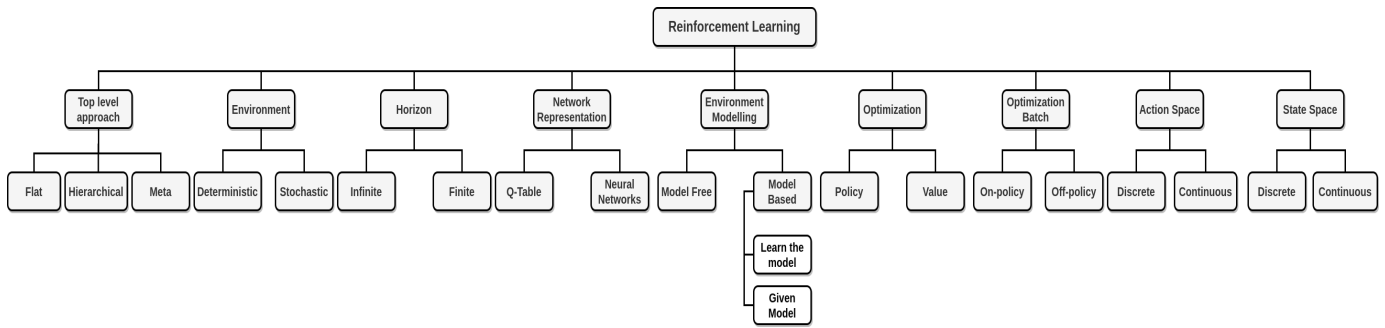 Reinforcement Learning
Top level
approach
Environment
Horizon
Network
Representation
Environment
Modelling
Optimization
Optimization
Batch
Action Space
State Space
Flat
Hierarchical
Meta
Deterministic
Stochastic
Infinite
Finite
Q-Table
Neural
Networks
Model Free
Model
Based
Policy
Value
On-policy
Off-policy
Discrete
Continuous
Discrete
Continuous
Learn the
model
Given
Model